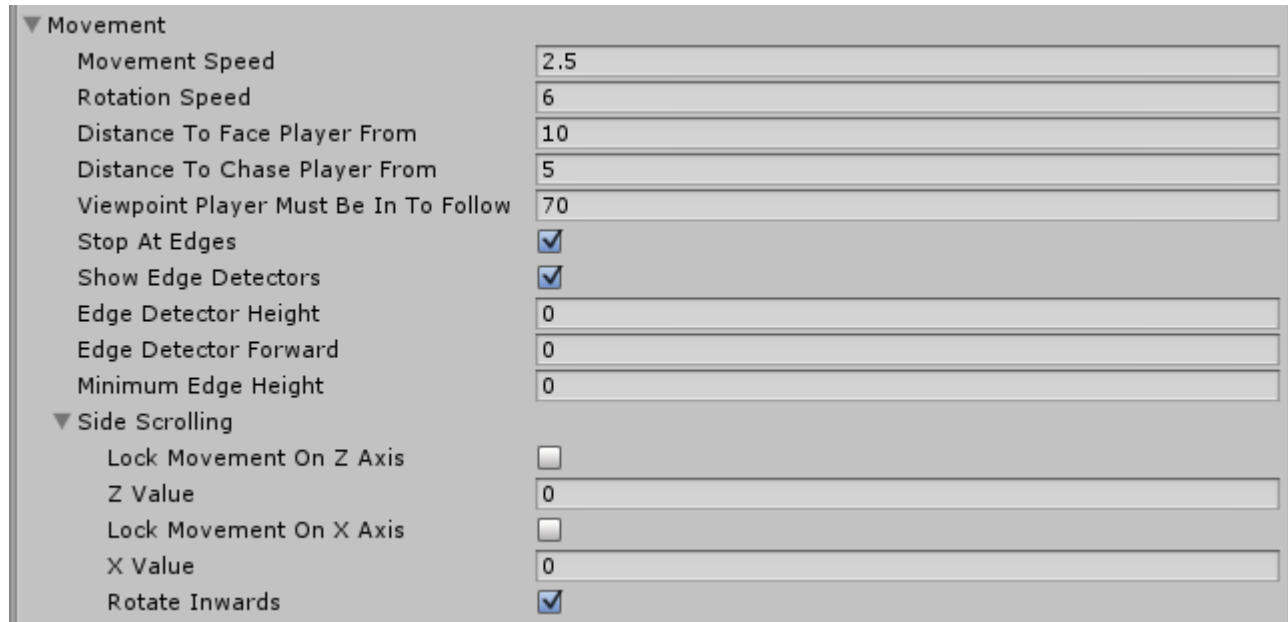 Movement
Movement Speed 2.5
Rotation Speed 6
Distance To Face Player From 10
Distance To Chase Player From 5
Viewpoint Player Must Be In To Follow 70
Stop At Edges
Show Edge Detectors
Edge Detector Height 0
Edge Detector Forward 0
Minimum Edge Height 0
Side Scrolling
Lock Movement On Z Axis
Z Value 0
Lock Movement On X Axis
X Value 0
Rotate Inwards